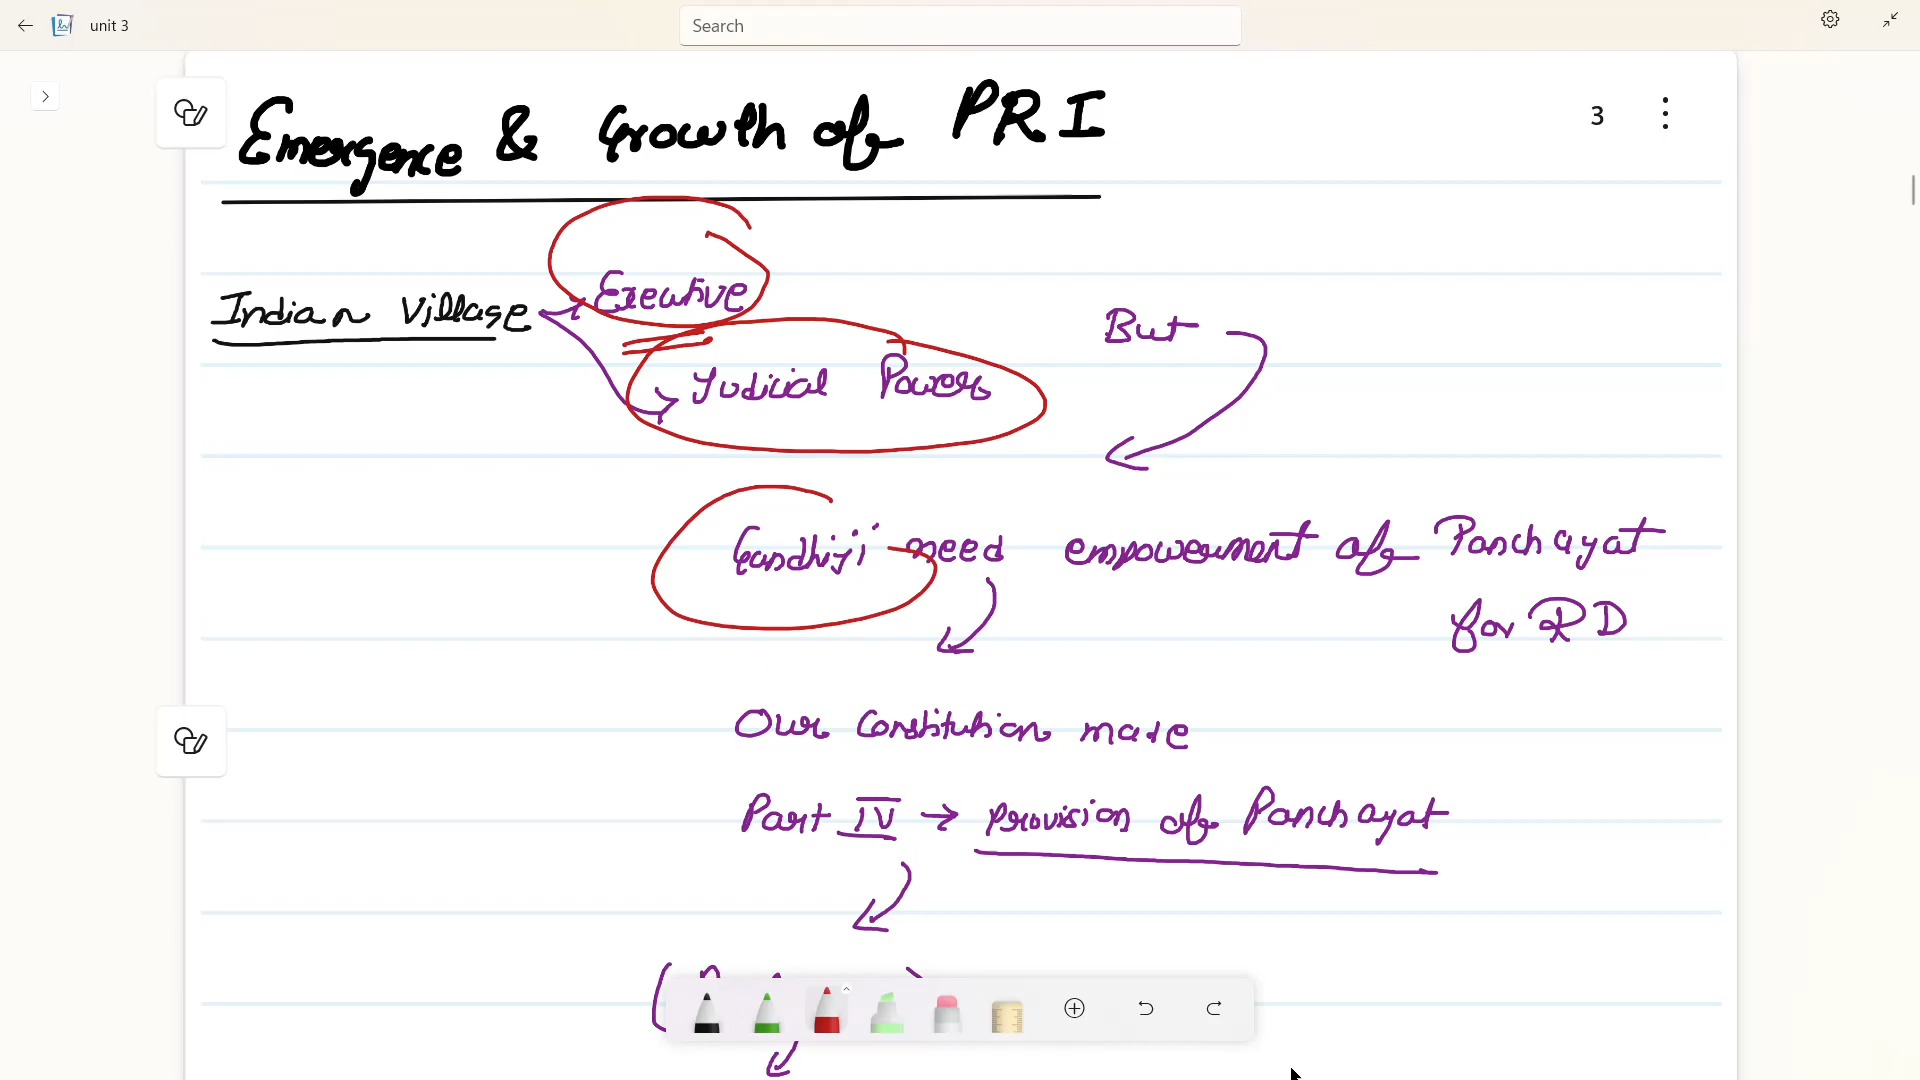 unit 3
Search
Emergence & Growth of PRI
3
Indian Village
Executive
Judicial Powers
But
Gandhiji need empowerment of Panchayat
for RD
Our Constitution made
Part IV → provision of Panchayat